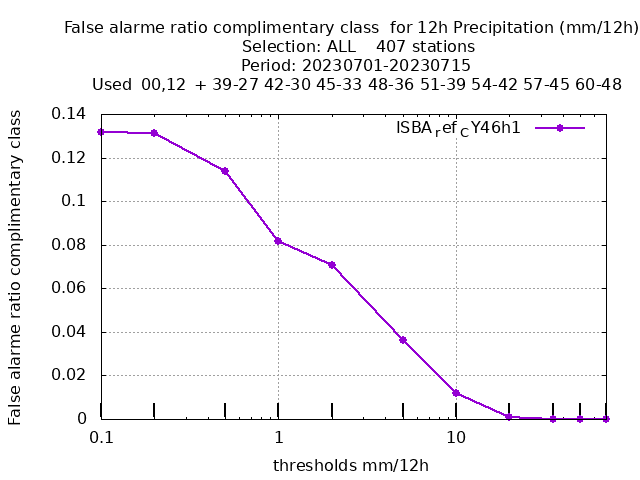 False alarme ratio complimentary class  for 12h Precipitation (mm/12h)
Selection: ALL    407 stations
Period: 20230701-20230715
Used  00,12  + 39-27 42-30 45-33 48-36 51-39 54-42 57-45 60-48
False alarme ratio complimentary class
ISBA_ref_CY46h1
0.14
0.12
0.1
0.08
0.06
0.04
0.02
0
0.1 1 10
thresholds mm/12h